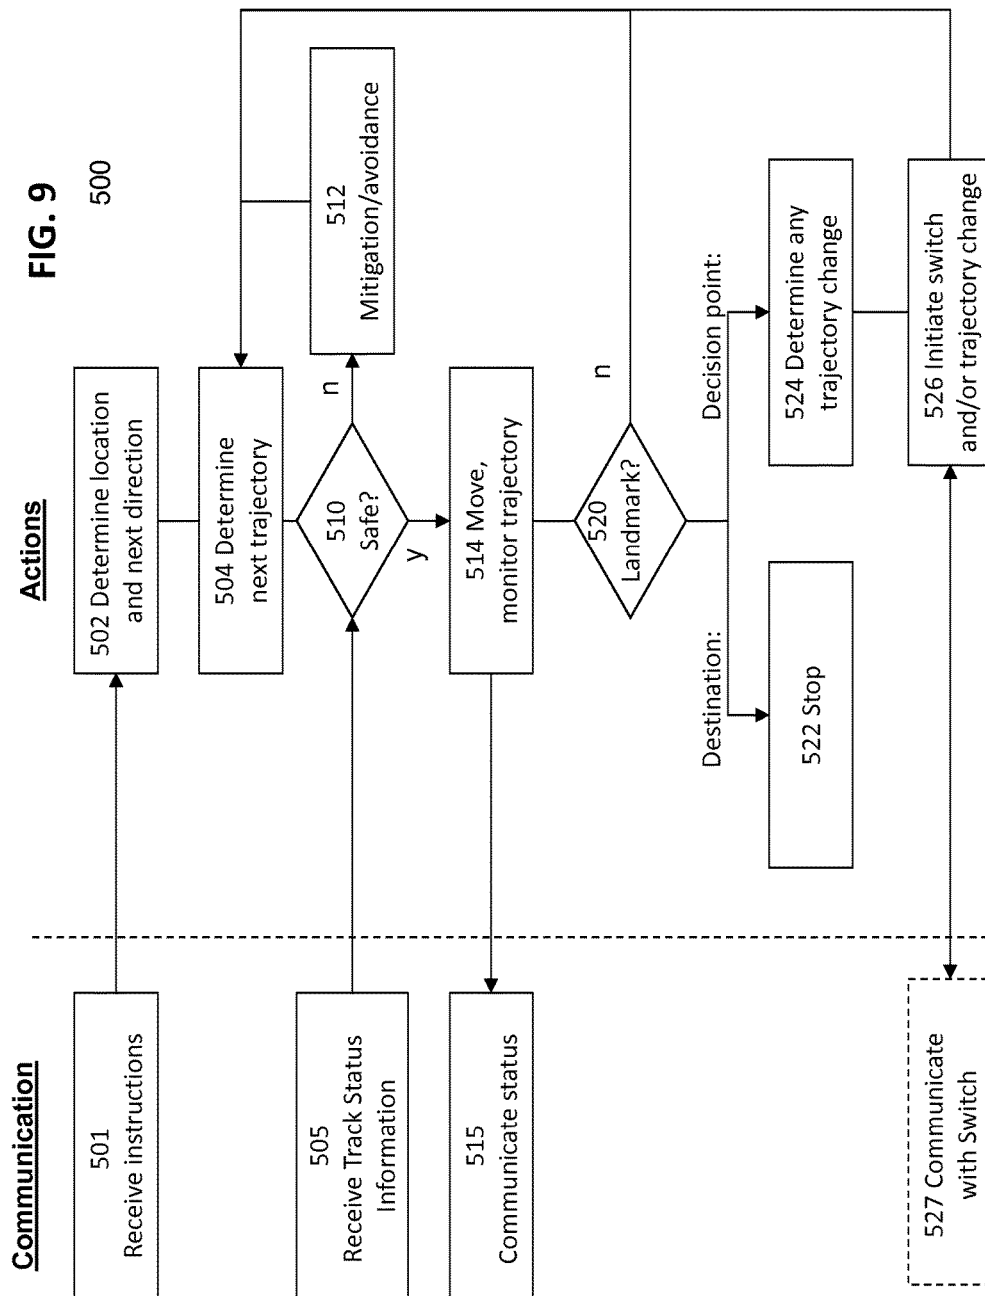 FIG. 9
500
Communication
Actions
501
Receive instructions
502 Determine location
and next direction
504 Determine
next trajectory
505
Receive Track Status
Information
510
Safe?
n
y
512
Mitigation/avoidance
514 Move,
monitor trajectory
515
Communicate status
520
Landmark?
n
Destination:
Decision point:
522 Stop
524 Determine any
trajectory change
526 Initiate switch
and/or trajectory change
527 Communicate
with Switch